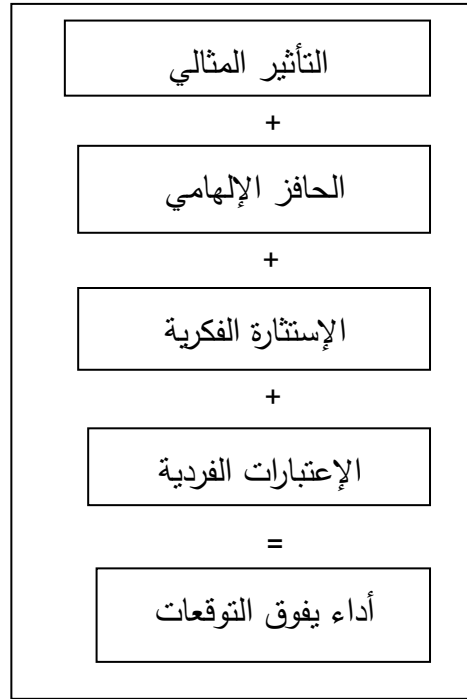 التأثير المثالي
+
الحافز الإلهامي
+
الإستثارة الفكرية
+
الإعتبارات الفردية
=
أداء يفوق التوقعات